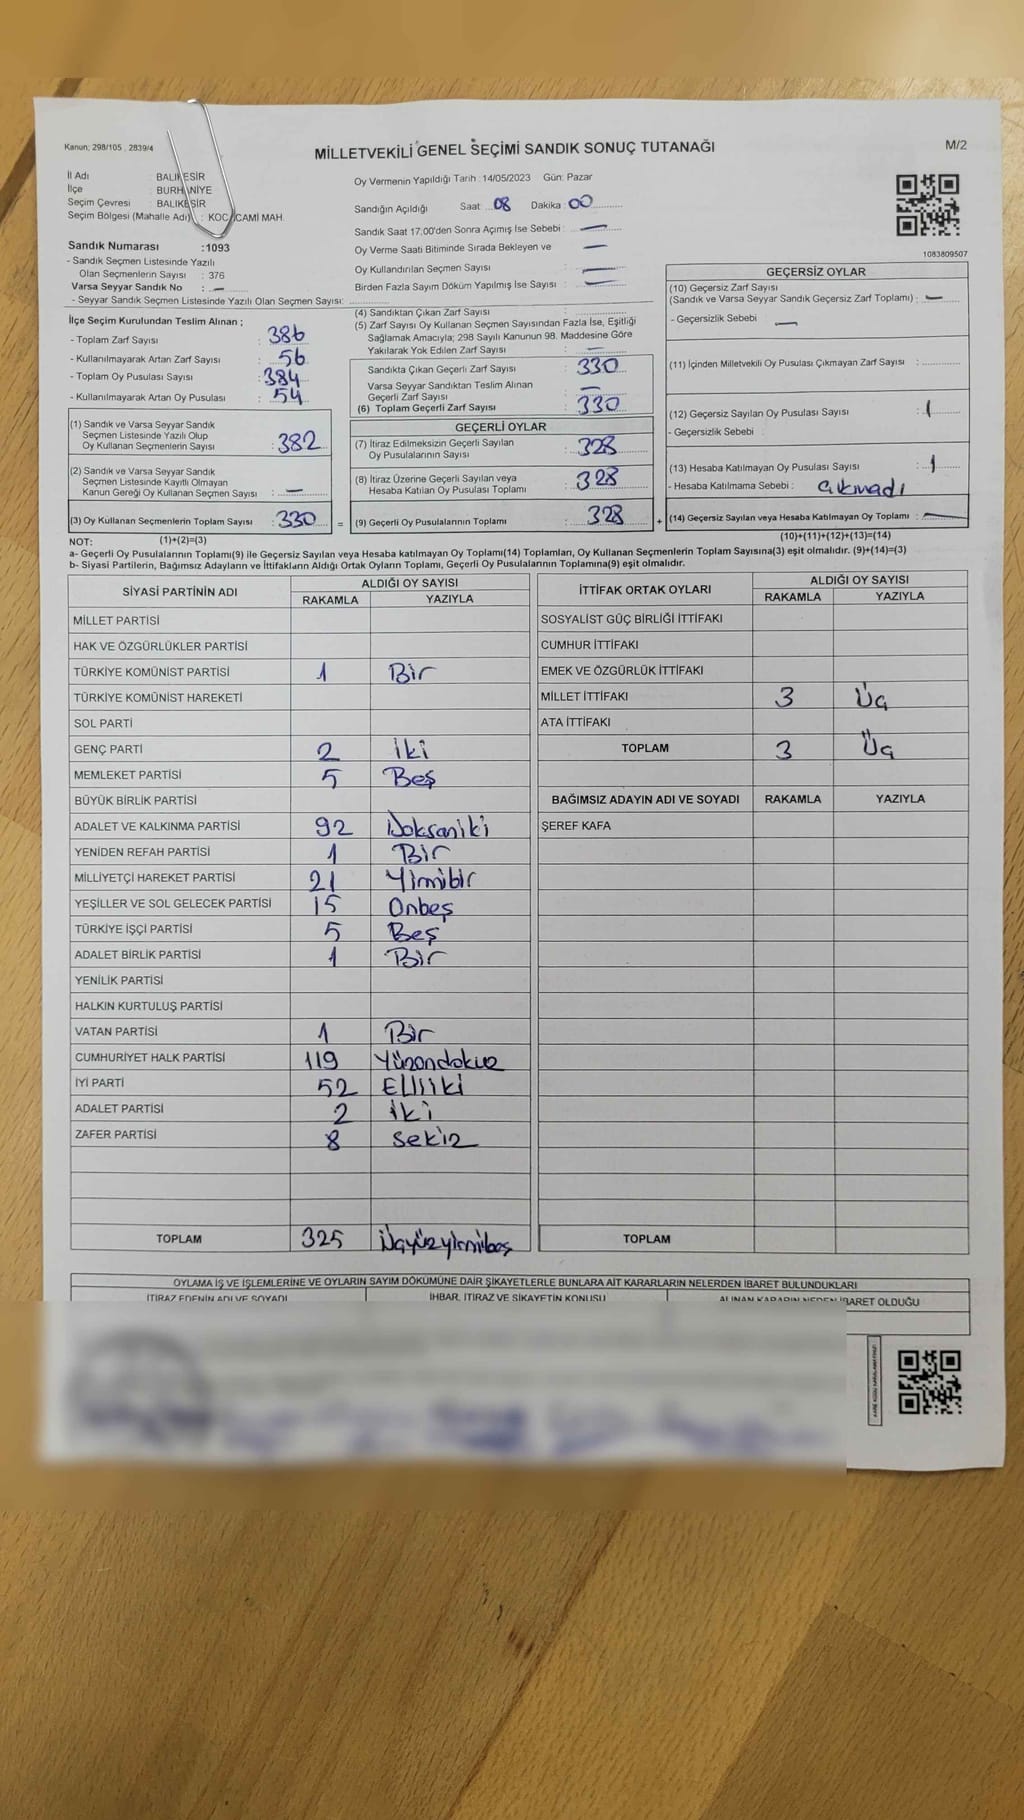 Kanun; 298/105 , 2839/4
MİLLETVEKİLİ GENEL SEÇİMİ SANDIK SONUÇ TUTANAĞI
M/2
İl Adı : BALIKESİR
İlçe : BURHANİYE
Seçim Çevresi : BALIKESİR
Seçim Bölgesi (Mahalle Adı) : KOCACAMİ MAH.
Sandık Numarası :1093
- Sandık Seçmen Listesinde Yazılı
Olan Seçmenlerin Sayısı : 376
Varsa Seyyar Sandık No : —
- Seyyar Sandık Seçmen Listesinde Yazılı Olan Seçmen Sayısı:
Oy Vermenin Yapıldığı Tarih :14/05/2023 Gün: Pazar
Sandığın Açıldığı Saat 08 Dakika: 00
Sandık Saat 17:00'den Sonra Açımış İse Sebebi : —
Oy Verme Saati Bitiminde Sırada Bekleyen ve —
Oy Kullandırılan Seçmen Sayısı : —
Birden Fazla Sayım Döküm Yapılmış İse Sayısı : —
1083809507
İlçe Seçim Kurulundan Teslim Alınan ;
- Toplam Zarf Sayısı : 386
- Kullanılmayarak Artan Zarf Sayısı : 56
- Toplam Oy Pusulası Sayısı : 384
- Kullanılmayarak Artan Oy Pusulası : 54
(1) Sandık ve Varsa Seyyar Sandık
Seçmen Listesinde Yazılı Olup
Oy Kullanan Seçmenlerin Sayısı : 382
(2) Sandık ve Varsa Seyyar Sandık
Seçmen Listesinde Kayıtlı Olmayan
Kanun Gereği Oy Kullanan Seçmen Sayısı : —
(3) Oy Kullanan Seçmenlerin Toplam Sayısı : 330 =
(4) Sandıktan Çıkan Zarf Sayısı :
(5) Zarf Sayısı Oy Kullanan Seçmen Sayısından Fazla İse, Eşitliği
Sağlamak Amacıyla; 298 Sayılı Kanunun 98. Maddesine Göre
Yakılarak Yok Edilen Zarf Sayısı : —
Sandıkta Çıkan Geçerli Zarf Sayısı : 330
Varsa Seyyar Sandıktan Teslim Alınan
Geçerli Zarf Sayısı : —
(6) Toplam Geçerli Zarf Sayısı : 330
GEÇERLİ OYLAR
(7) İtiraz Edilmeksizin Geçerli Sayılan
Oy Pusulalarının Sayısı : 328
(8) İtiraz Üzerine Geçerli Sayılan veya
Hesaba Katılan Oy Pusulası Toplamı : 328
(9) Geçerli Oy Pusulalarının Toplamı : 328 +
GEÇERSİZ OYLAR
(10) Geçersiz Zarf Sayısı
(Sandık ve Varsa Seyyar Sandık Geçersiz Zarf Toplamı) : —
- Geçersizlik Sebebi : —
(11) İçinden Milletvekili Oy Pusulası Çıkmayan Zarf Sayısı :
(12) Geçersiz Sayılan Oy Pusulası Sayısı : 1
- Geçersizlik Sebebi :
(13) Hesaba Katılmayan Oy Pusulası Sayısı : 1
- Hesaba Katılmama Sebebi : Çıkmadı
(14) Geçersiz Sayılan veya Hesaba Katılmayan Oy Toplamı : —
NOT: (1)+(2)=(3) (10)+(11)+(12)+(13)=(14)
a- Geçerli Oy Pusulalarının Toplamı(9) ile Geçersiz Sayılan veya Hesaba katılmayan Oy Toplamı(14) Toplamları, Oy Kullanan Seçmenlerin Toplam Sayısına(3) eşit olmalıdır. (9)+(14)=(3)
b- Siyasi Partilerin, Bağımsız Adayların ve İttifakların Aldığı Ortak Oyların Toplamı, Geçerli Oy Pusulalarının Toplamına(9) eşit olmalıdır.
SİYASİ PARTİNİN ADI ALDIĞI OY SAYISI
RAKAMLA YAZIYLA
MİLLET PARTİSİ
HAK VE ÖZGÜRLÜKLER PARTİSİ
TÜRKİYE KOMÜNİST PARTİSİ 1 Bir
TÜRKİYE KOMÜNİST HAREKETİ
SOL PARTİ
GENÇ PARTİ 2 İki
MEMLEKET PARTİSİ 5 Beş
BÜYÜK BİRLİK PARTİSİ
ADALET VE KALKINMA PARTİSİ 92 Doksaniki
YENİDEN REFAH PARTİSİ 1 Bir
MİLLİYETÇİ HAREKET PARTİSİ 21 Yirmibir
YEŞİLLER VE SOL GELECEK PARTİSİ 15 Onbeş
TÜRKİYE İŞÇİ PARTİSİ 5 Beş
ADALET BİRLİK PARTİSİ 1 Bir
YENİLİK PARTİSİ
HALKIN KURTULUŞ PARTİSİ
VATAN PARTİSİ 1 Bir
CUMHURİYET HALK PARTİSİ 119 Yüzondokuz
İYİ PARTİ 52 Elliiki
ADALET PARTİSİ 2 İki
ZAFER PARTİSİ 8 Sekiz
TOPLAM 325 Üçyüzyirmibeş
İTTİFAK ORTAK OYLARI ALDIĞI OY SAYISI
RAKAMLA YAZIYLA
SOSYALİST GÜÇ BİRLİĞİ İTTİFAKI
CUMHUR İTTİFAKI
EMEK VE ÖZGÜRLÜK İTTİFAKI
MİLLET İTTİFAKI 3 Üç
ATA İTTİFAKI
TOPLAM 3 Üç
BAĞIMSIZ ADAYIN ADI VE SOYADI RAKAMLA YAZIYLA
ŞEREF KAFA
TOPLAM
OYLAMA İŞ VE İŞLEMLERİNE VE OYLARIN SAYIM DÖKÜMÜNE DAİR ŞİKAYETLERLE BUNLARA AİT KARARLARIN NELERDEN İBARET BULUNDUKLARI
İTİRAZ EDENİN ADI VE SOYADI İHBAR, İTİRAZ VE ŞİKAYETİN KONUSU ALINAN KARARIN NEDEN İBARET OLDUĞU